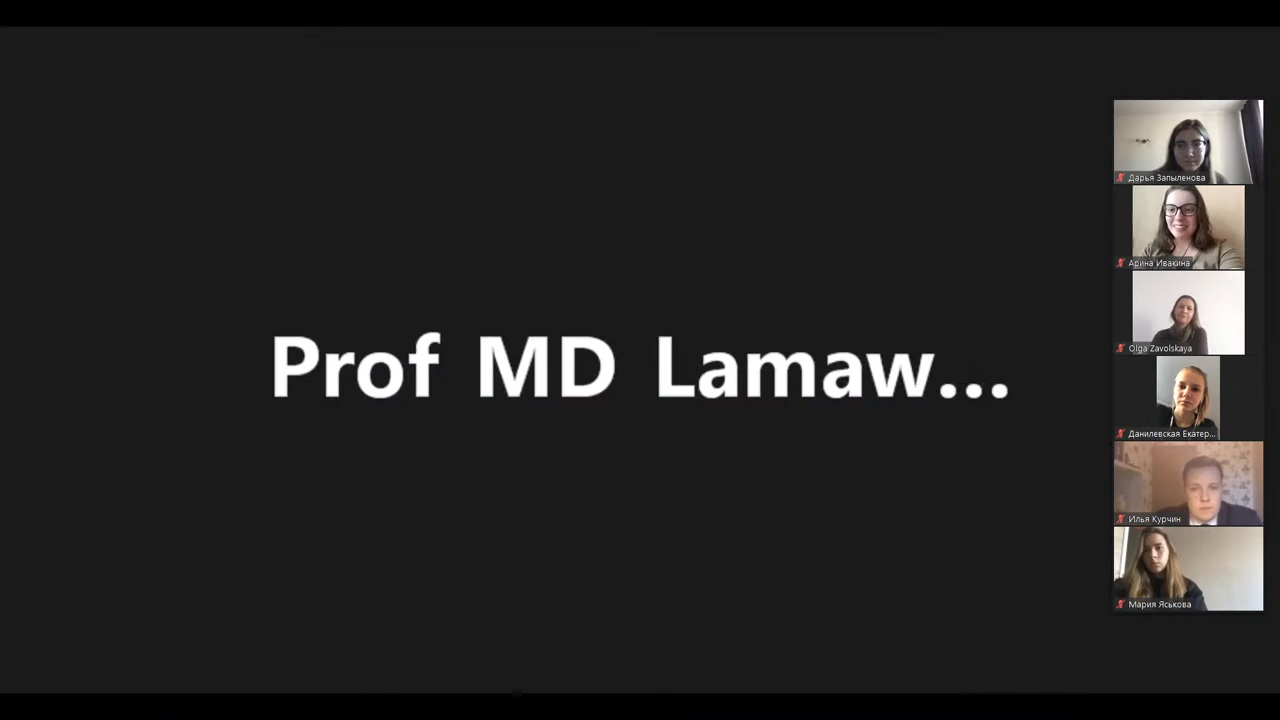 Prof MD Lamaw...
Дарья Запыленова
Арина Ивакина
Olga Zavolskaya
Данилевская Екатер...
Илья Курчин
Мария Яськова